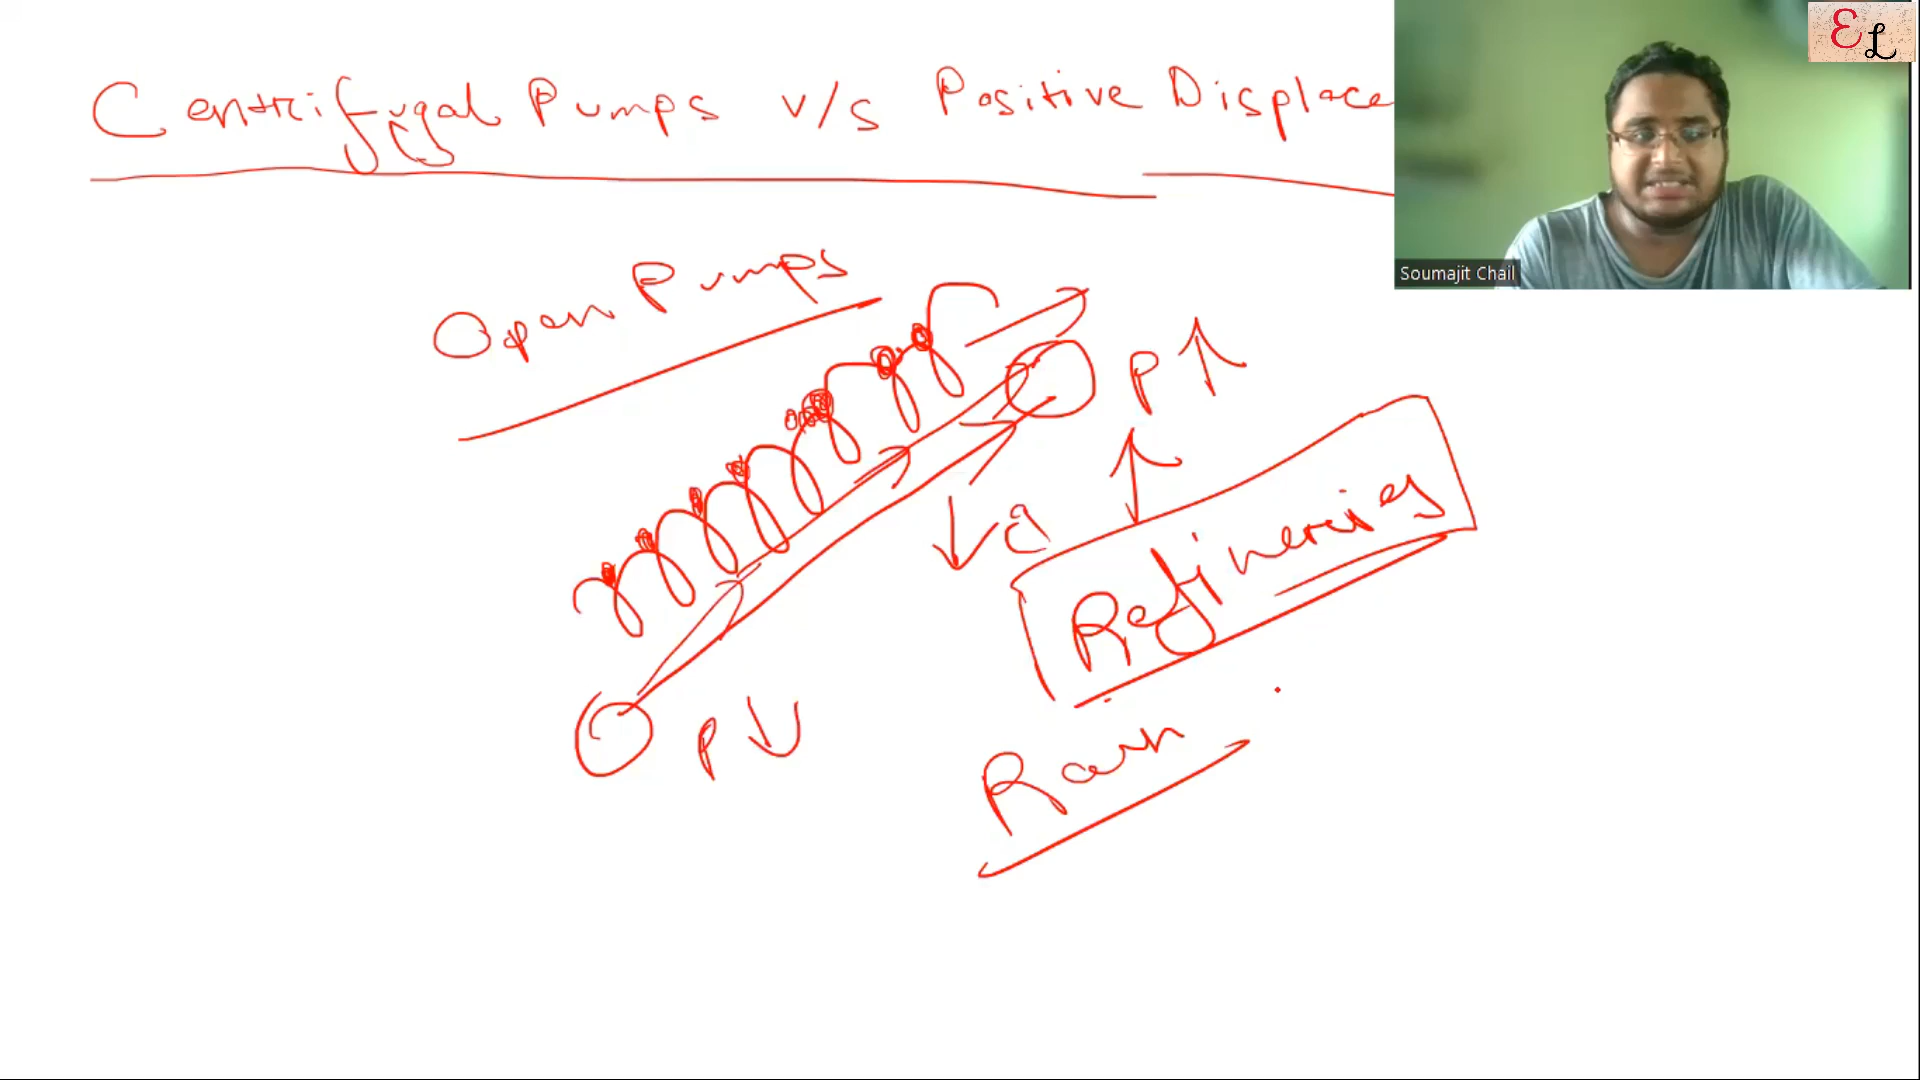 Centrifugal Pumps v/s Positive Displace
EL
Soumajit Chail
Open Pumps
P ↑
↑
↓ Q
Refineries
P ↓
Rain